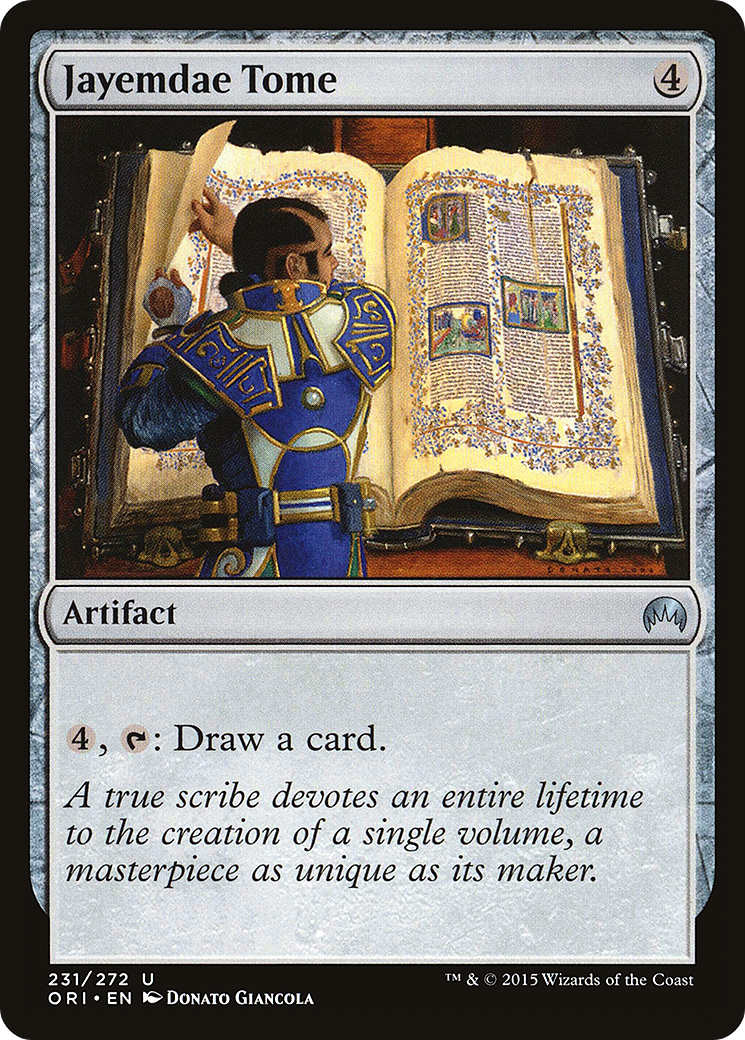 Jayemdae Tome 4
DONATO
Artifact
4, : Draw a card.
A true scribe devotes an entire lifetime
to the creation of a single volume, a
masterpiece as unique as its maker.
231/272 U
ORI • EN Donato Giancola
™ & © 2015 Wizards of the Coast